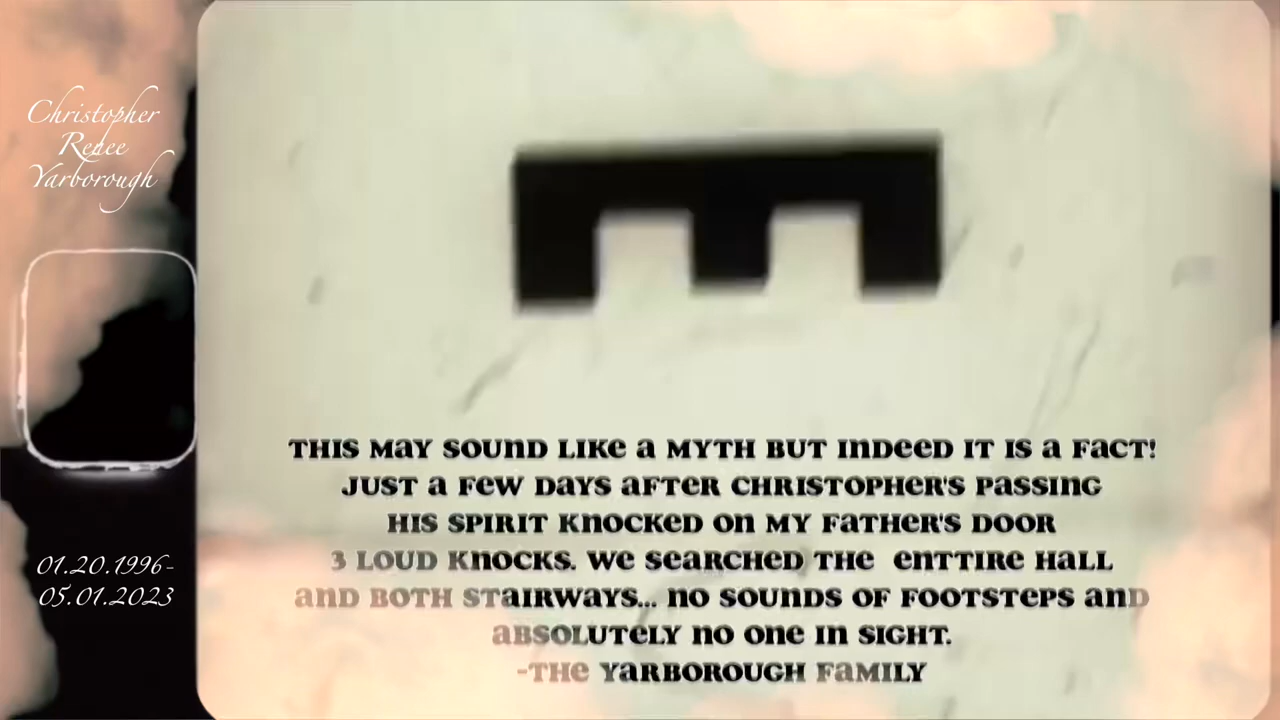 Christopher
Renee
Yarborough
01.20.1996-
05.01.2023
THIS MAY SOUND LIKE A MYTH BUT INDEED IT IS A FACT!
JUST A FEW DAYS AFTER CHRISTOPHER'S PASSING
HIS SPIRIT KNOCKED ON MY FATHER'S DOOR
3 LOUD KNOCKS. WE SEARCHED THE ENTTIRE HALL
AND BOTH STAIRWAYS... NO SOUNDS OF FOOTSTEPS AND
ABSOLUTELY NO ONE IN SIGHT.
-THE YARBOROUGH FAMILY